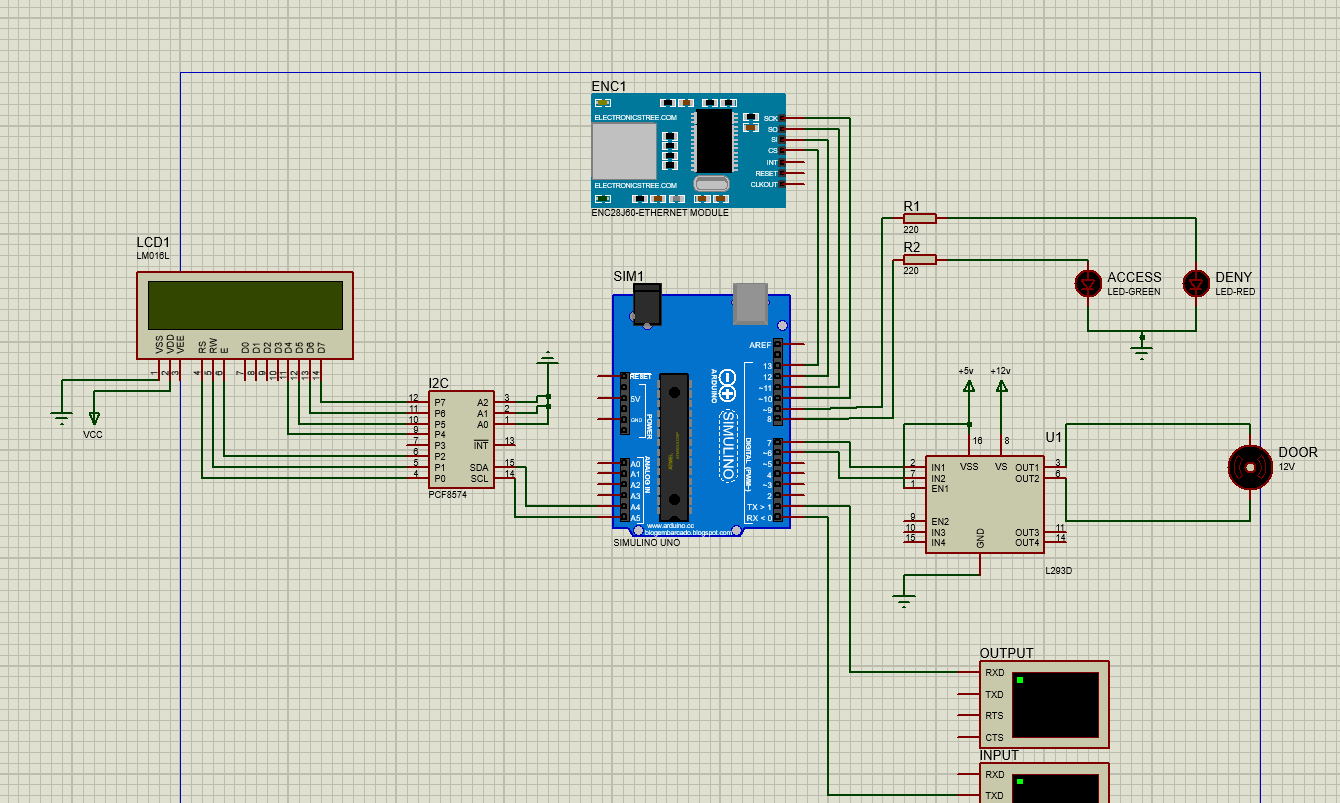 ENC1
ELECTRONICSTREE.COM
SCK
SO
SI
CS
INT
RESET
CLKOUT
ELECTRONICSTREE.COM
ENC28J60-ETHERNET MODULE
R1
220
R2
220
ACCESS
LED-GREEN
DENY
LED-RED
LCD1
LM016L
VSS
VDD
VEE
RS
RW
E
D0
D1
D2
D3
D4
D5
D6
D7
1
2
3
4
5
6
7
8
9
10
11
12
13
14
VCC
I2C
12 P7 A2 3
11 P6 A1 2
10 P5 A0 1
9 P4
7 P3 INT 13
6 P2
5 P1 SDA 15
4 P0 SCL 14
PCF8574
SIM1
AREF
13
12
~11
~10
~9
8
RESET
5V
GND
POWER
ARDUINO
SIMULINO
DIGITAL (PWM~)
7
~6
~5
4
~3
2
TX > 1
RX < 0
ANALOG IN
A0
A1
A2
A3
A4
A5
www.arduino.cc
blogembarcado.blogspot.com
SIMULINO UNO
+5v
+12v
U1
16
8
VSS
VS
2 IN1 OUT1 3
7 IN2 OUT2 6
1 EN1
9 EN2
10 IN3 OUT3 11
15 IN4 OUT4 14
GND
L293D
DOOR
12V
OUTPUT
RXD
TXD
RTS
CTS
INPUT
RXD
TXD